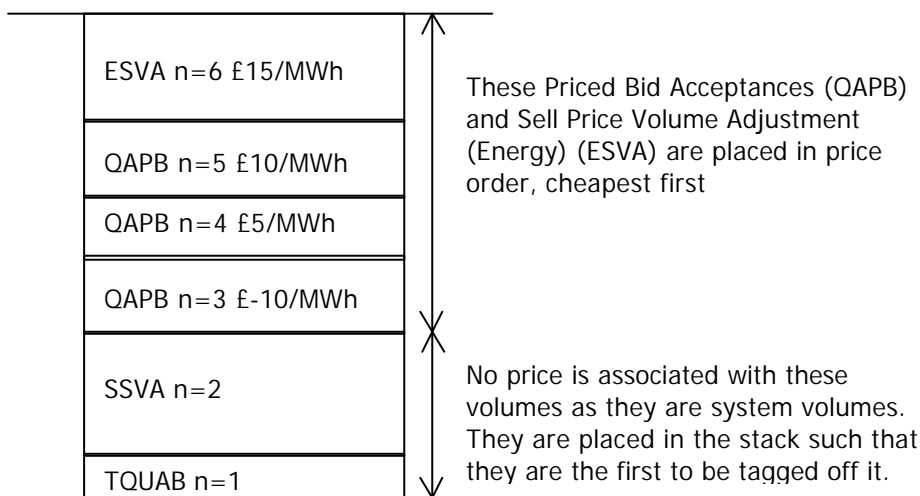 ESVA n=6 £15/MWh
QAPB n=5 £10/MWh
QAPB n=4 £5/MWh
QAPB n=3 £-10/MWh
SSVA n=2
TQUAB n=1
These Priced Bid Acceptances (QAPB)
and Sell Price Volume Adjustment
(Energy) (ESVA) are placed in price
order, cheapest first
No price is associated with these
volumes as they are system volumes.
They are placed in the stack such that
they are the first to be tagged off it.